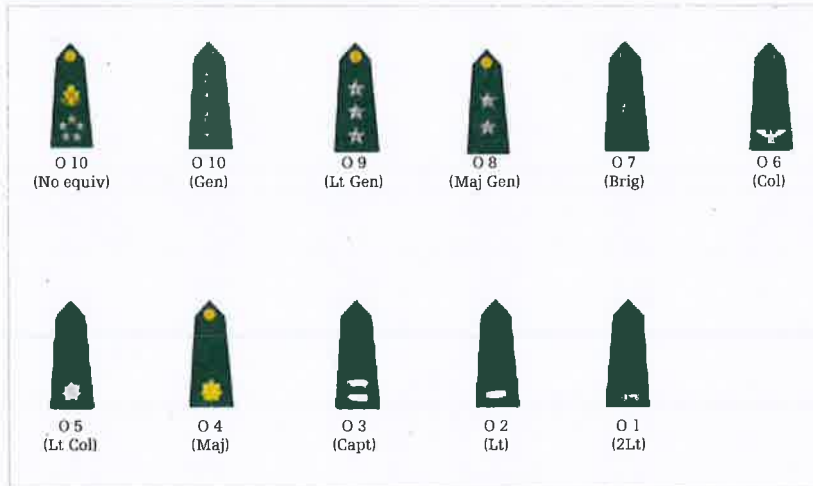 O 10
(No equiv)
O 10
(Gen)
O 9
(Lt Gen)
O 8
(Maj Gen)
O 7
(Brig)
O 6
(Col)
O 5
(Lt Col)
O 4
(Maj)
O 3
(Capt)
O 2
(Lt)
O 1
(2Lt)